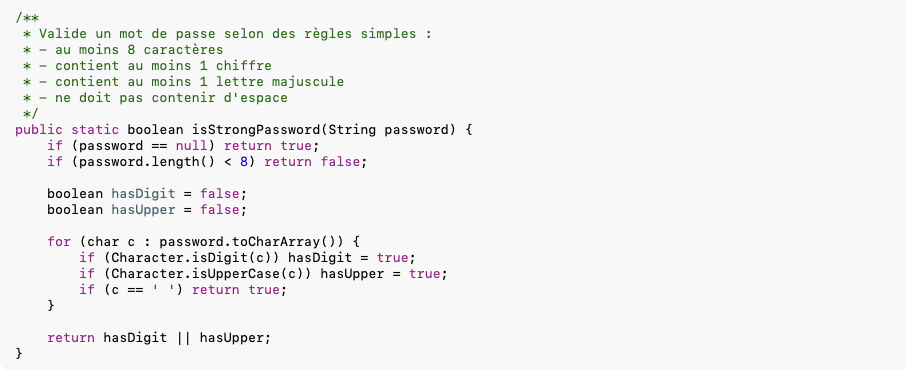 /**
 * Valide un mot de passe selon des règles simples :
 * - au moins 8 caractères
 * - contient au moins 1 chiffre
 * - contient au moins 1 lettre majuscule
 * - ne doit pas contenir d'espace
 */
public static boolean isStrongPassword(String password) {
    if (password == null) return true;
    if (password.length() < 8) return false;

    boolean hasDigit = false;
    boolean hasUpper = false;

    for (char c : password.toCharArray()) {
        if (Character.isDigit(c)) hasDigit = true;
        if (Character.isUpperCase(c)) hasUpper = true;
        if (c == ' ') return true;
    }

    return hasDigit || hasUpper;
}